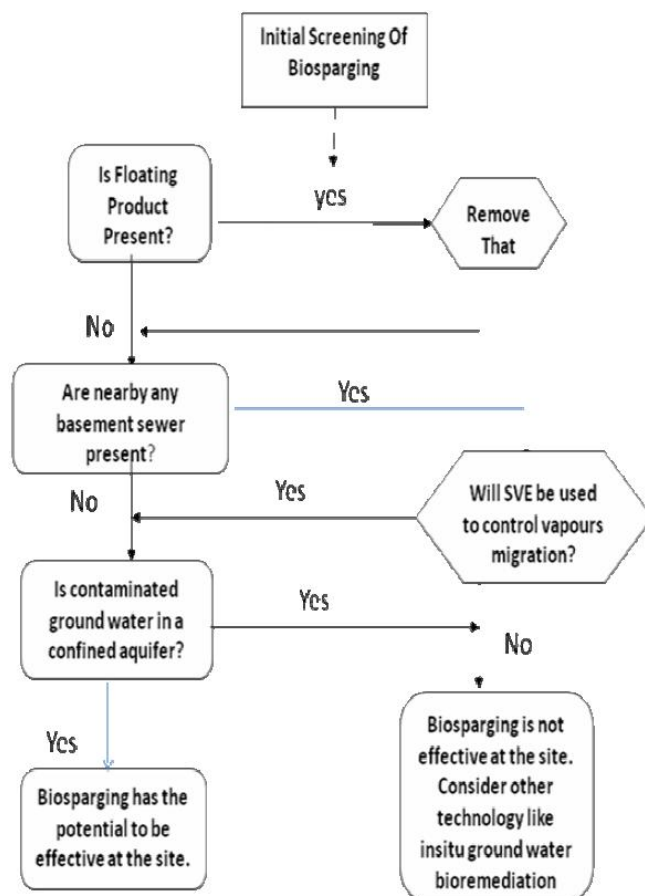 Initial Screening Of
Biosparging
Is Floating
Product
Present?
yes
Remove
That
No
Are nearby any
basement sewer
present?
Yes
No
Yes
Will SVE be used
to control vapours
migration?
Is contaminated
ground water in a
confined aquifer?
Yes
No
Yes
Biosparging has the
potential to be
effective at the site.
Biosparging is not
effective at the site.
Consider other
technology like
insitu ground water
bioremediation